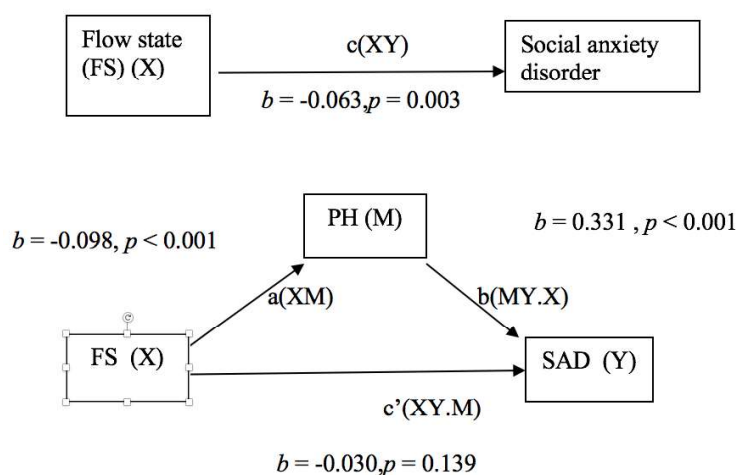 Flow state
(FS) (X)
c(XY)
Social anxiety
disorder
b = -0.063,p = 0.003
PH (M)
b = -0.098, p < 0.001
b = 0.331 , p < 0.001
a(XM)
b(MY.X)
FS  (X)
SAD  (Y)
c’(XY.M)
b = -0.030,p = 0.139